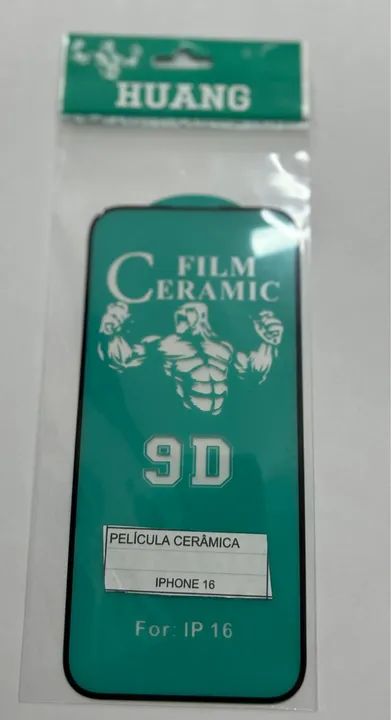 HUANG
FILM
CERAMIC
9D
PELÍCULA CERÂMICA
IPHONE 16
For: IP 16